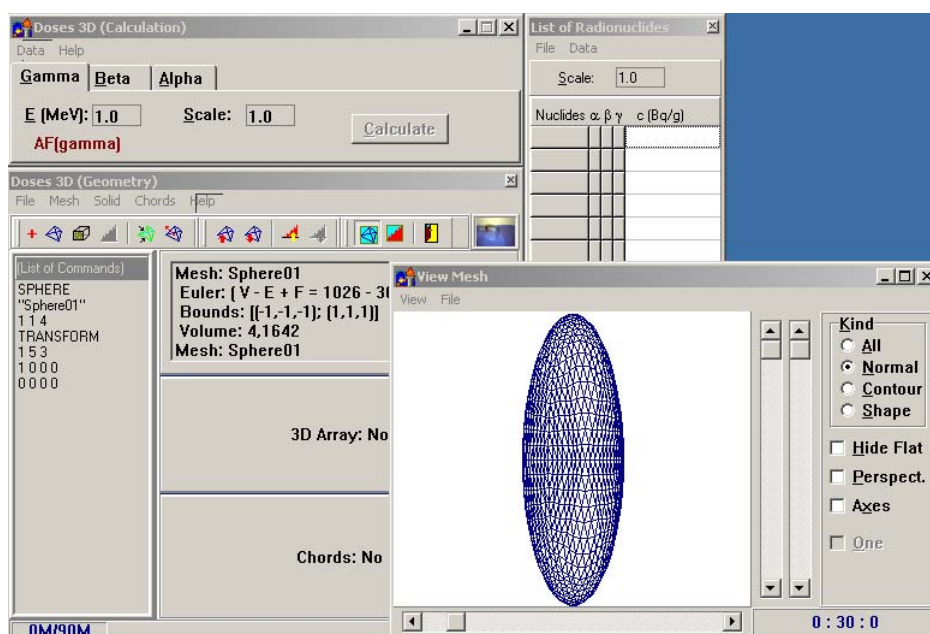 Doses 3D (Calculation)
Data Help
Gamma Beta Alpha
E (MeV): 1.0 Scale: 1.0
Calculate
AF(gamma)
List of Radionuclides
File Data
Scale: 1.0
Nuclides α β γ c (Bq/g)
Doses 3D (Geometry)
File Mesh Solid Chords Help
(List of Commands)
SPHERE
"Sphere01"
1 1 4
TRANSFORM
1 5 3
1 0 0 0
0 0 0 0
Mesh: Sphere01
Euler: ( V - E + F = 1026 - 30
Bounds: [(-1,-1,-1); (1,1,1)]
Volume: 4,1642
Mesh: Sphere01
3D Array: No
Chords: No
0M/90M
View Mesh
View File
Kind
All
Normal
Contour
Shape
Hide Flat
Perspect.
Axes
One
0 : 30 : 0